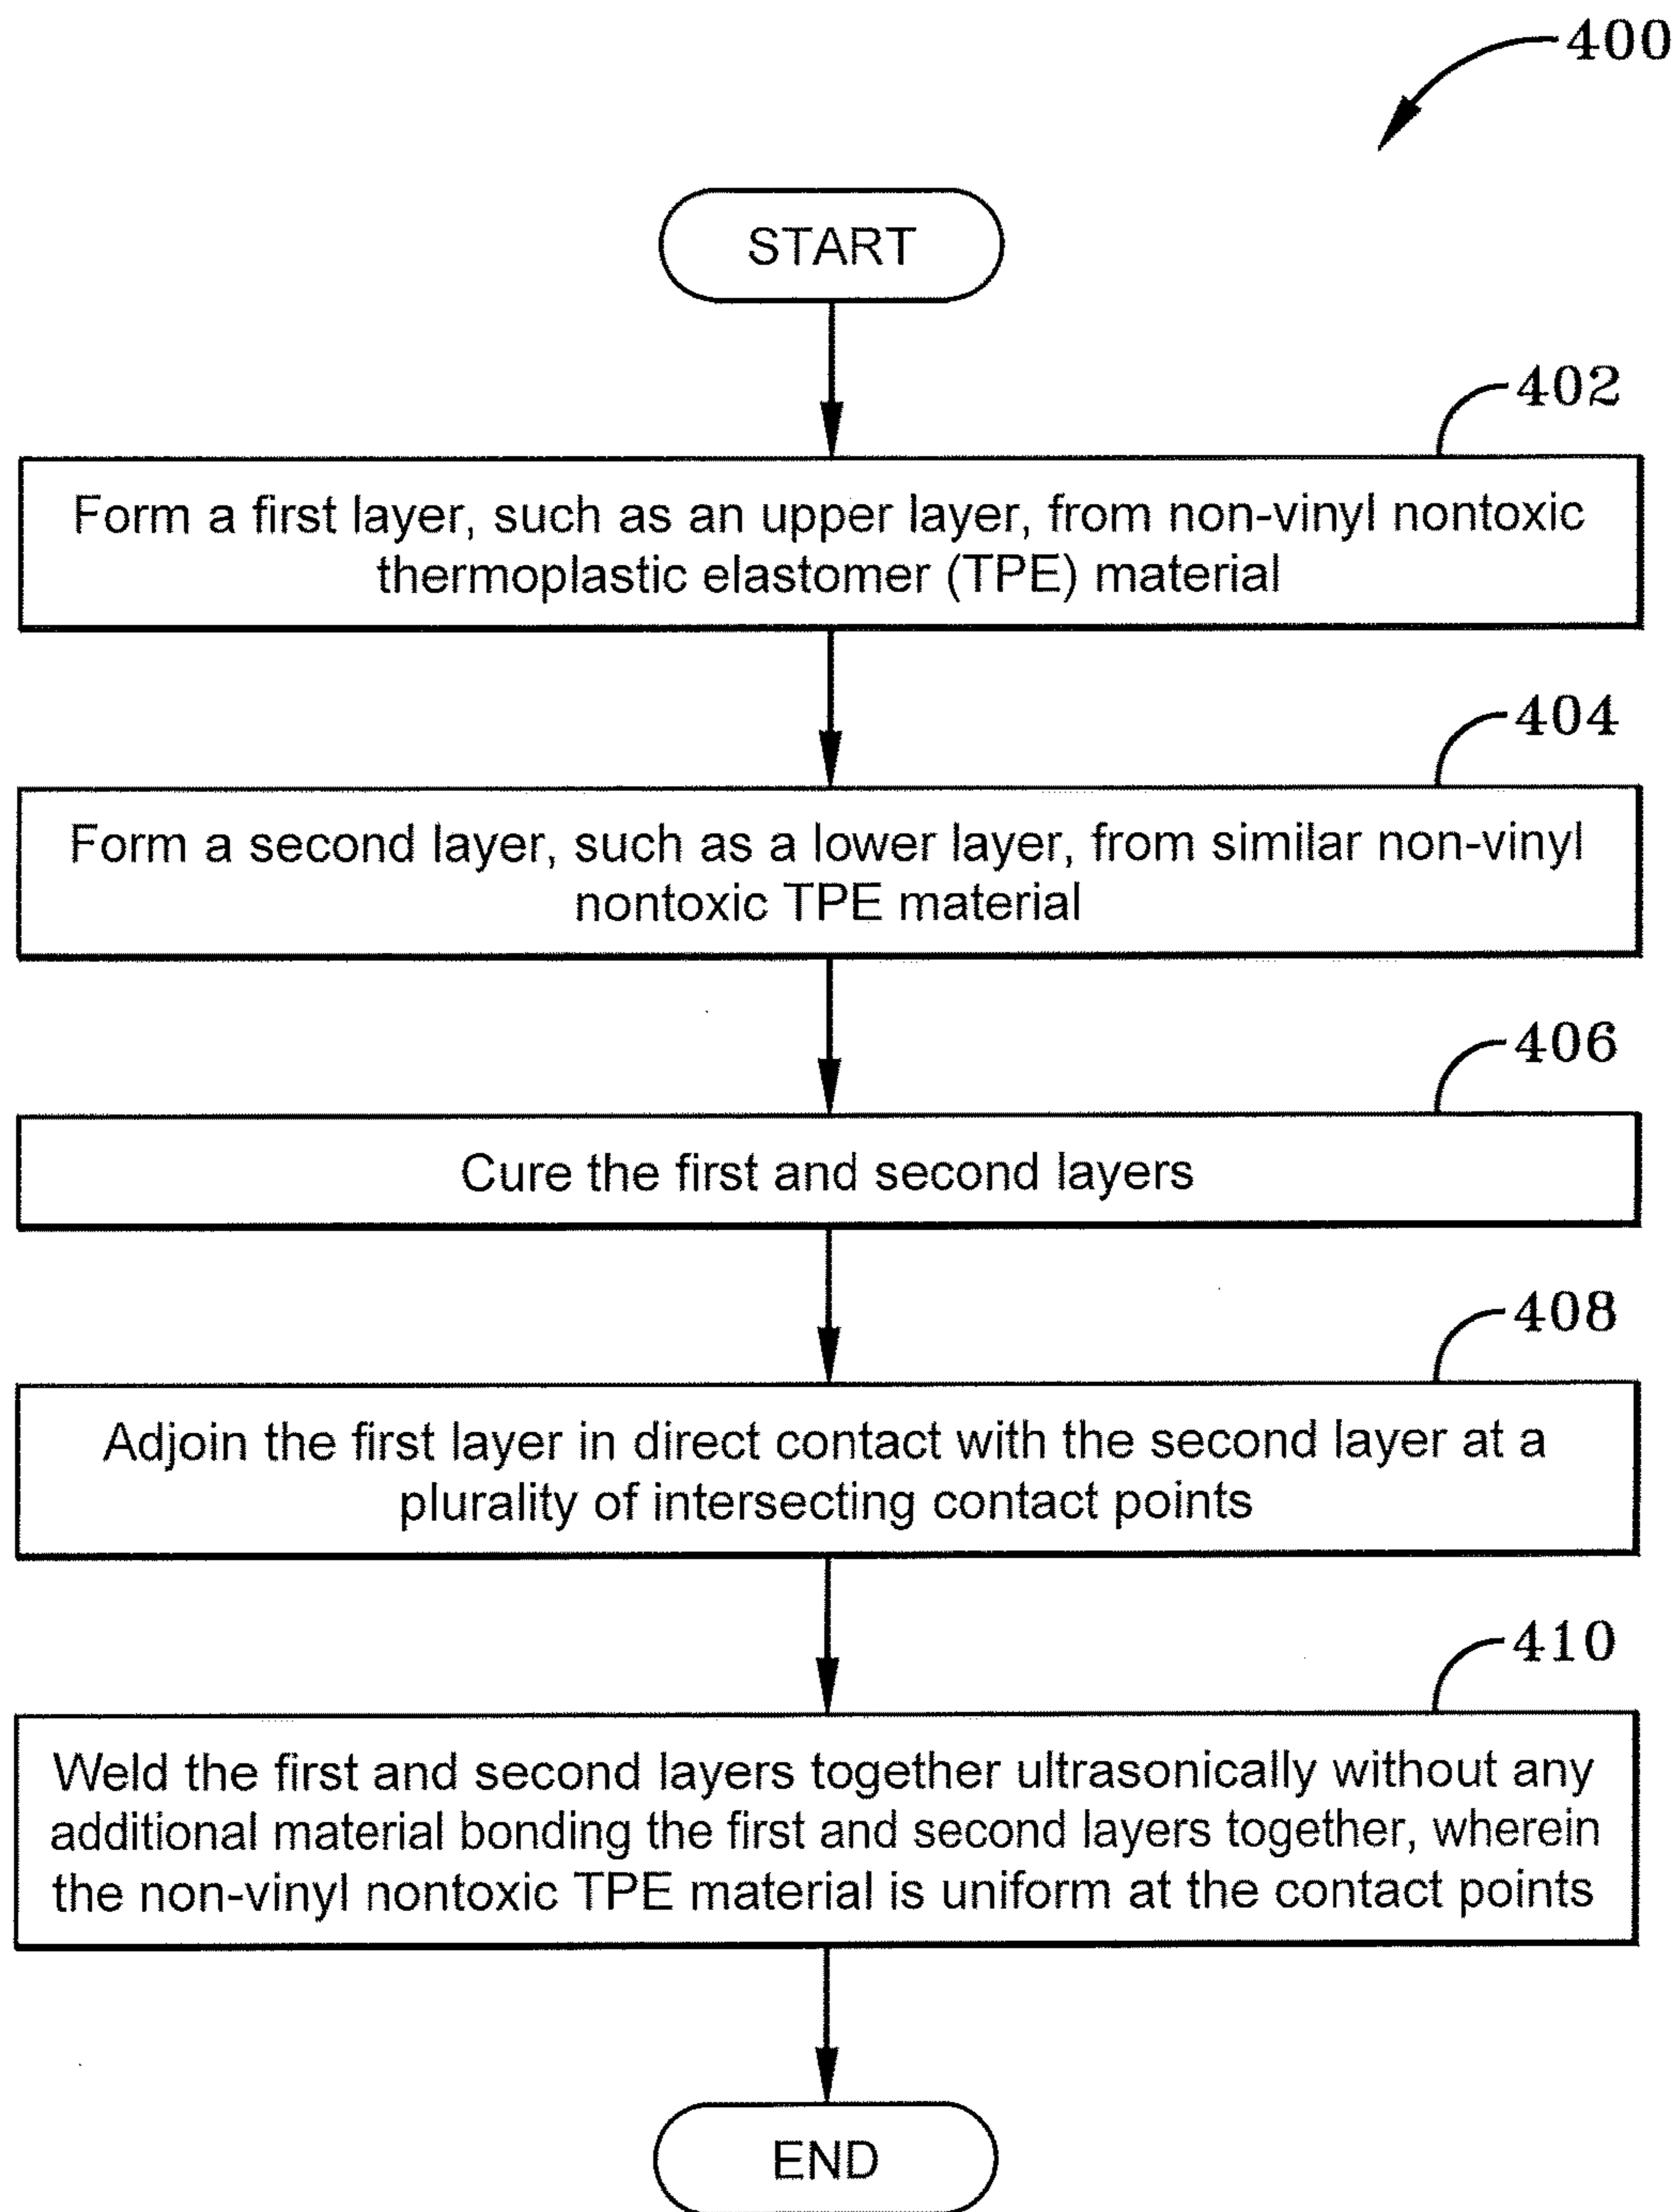 400
START
402
Form a first layer, such as an upper layer, from non-vinyl nontoxic
thermoplastic elastomer (TPE) material
404
Form a second layer, such as a lower layer, from similar non-vinyl
nontoxic TPE material
406
Cure the first and second layers
408
Adjoin the first layer in direct contact with the second layer at a
plurality of intersecting contact points
410
Weld the first and second layers together ultrasonically without any
additional material bonding the first and second layers together, wherein
the non-vinyl nontoxic TPE material is uniform at the contact points
END